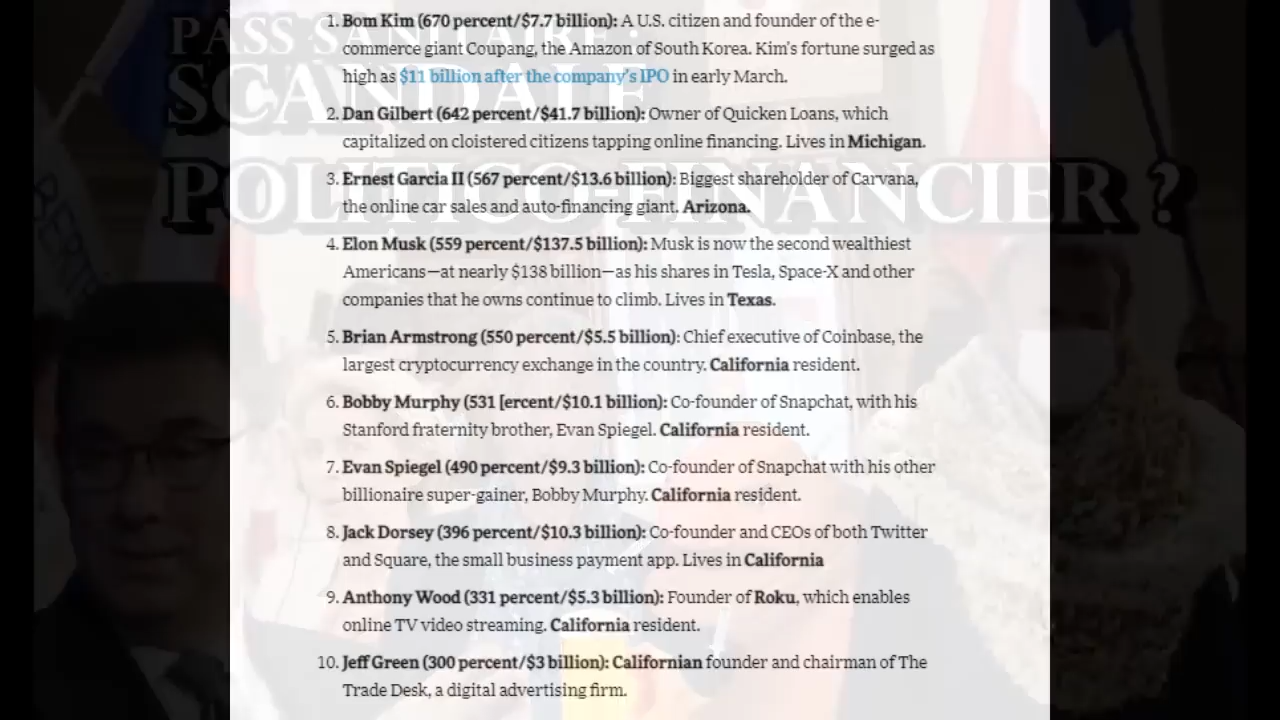 PASS SANITAIRE :
SCANDALE
POLITICO-FINANCIER ?
1. Bom Kim (670 percent/$7.7 billion): A U.S. citizen and founder of the e-
commerce giant Coupang, the Amazon of South Korea. Kim's fortune surged as
high as $11 billion after the company's IPO in early March.
2. Dan Gilbert (642 percent/$41.7 billion): Owner of Quicken Loans, which
capitalized on cloistered citizens tapping online financing. Lives in Michigan.
3. Ernest Garcia II (567 percent/$13.6 billion): Biggest shareholder of Carvana,
the online car sales and auto-financing giant. Arizona.
4. Elon Musk (559 percent/$137.5 billion): Musk is now the second wealthiest
Americans—at nearly $138 billion—as his shares in Tesla, Space-X and other
companies that he owns continue to climb. Lives in Texas.
5. Brian Armstrong (550 percent/$5.5 billion): Chief executive of Coinbase, the
largest cryptocurrency exchange in the country. California resident.
6. Bobby Murphy (531 [ercent/$10.1 billion): Co-founder of Snapchat, with his
Stanford fraternity brother, Evan Spiegel. California resident.
7. Evan Spiegel (490 percent/$9.3 billion): Co-founder of Snapchat with his other
billionaire super-gainer, Bobby Murphy. California resident.
8. Jack Dorsey (396 percent/$10.3 billion): Co-founder and CEOs of both Twitter
and Square, the small business payment app. Lives in California
9. Anthony Wood (331 percent/$5.3 billion): Founder of Roku, which enables
online TV video streaming. California resident.
10. Jeff Green (300 percent/$3 billion): Californian founder and chairman of The
Trade Desk, a digital advertising firm.